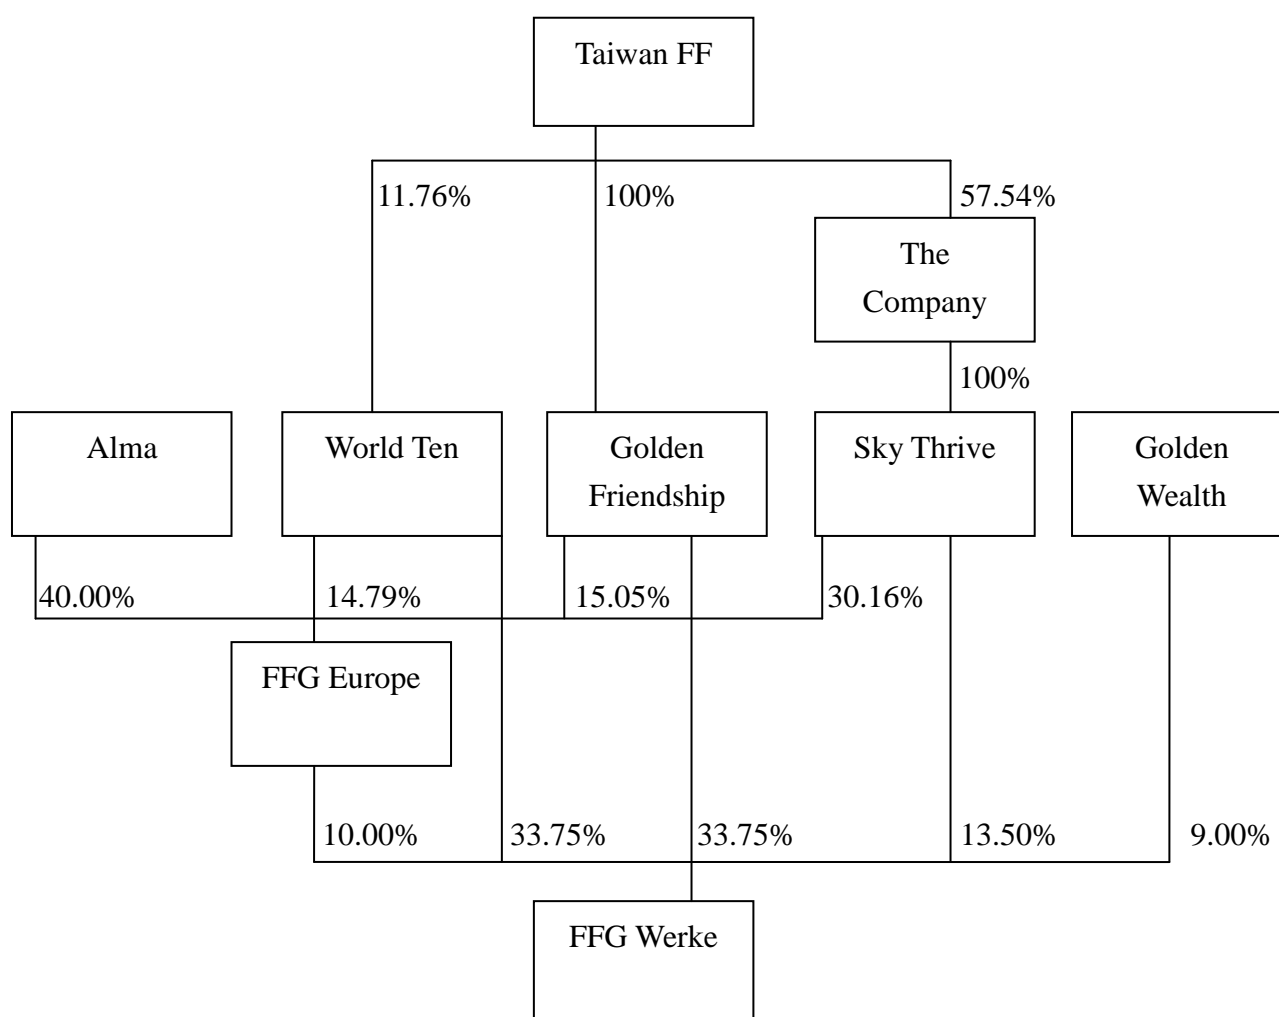 Taiwan FF
11.76%
100%
57.54%
The
Company
100%
Alma
World Ten
Golden
Friendship
Sky Thrive
Golden
Wealth
40.00%
14.79%
15.05%
30.16%
FFG Europe
10.00%
33.75%
33.75%
13.50%
9.00%
FFG Werke